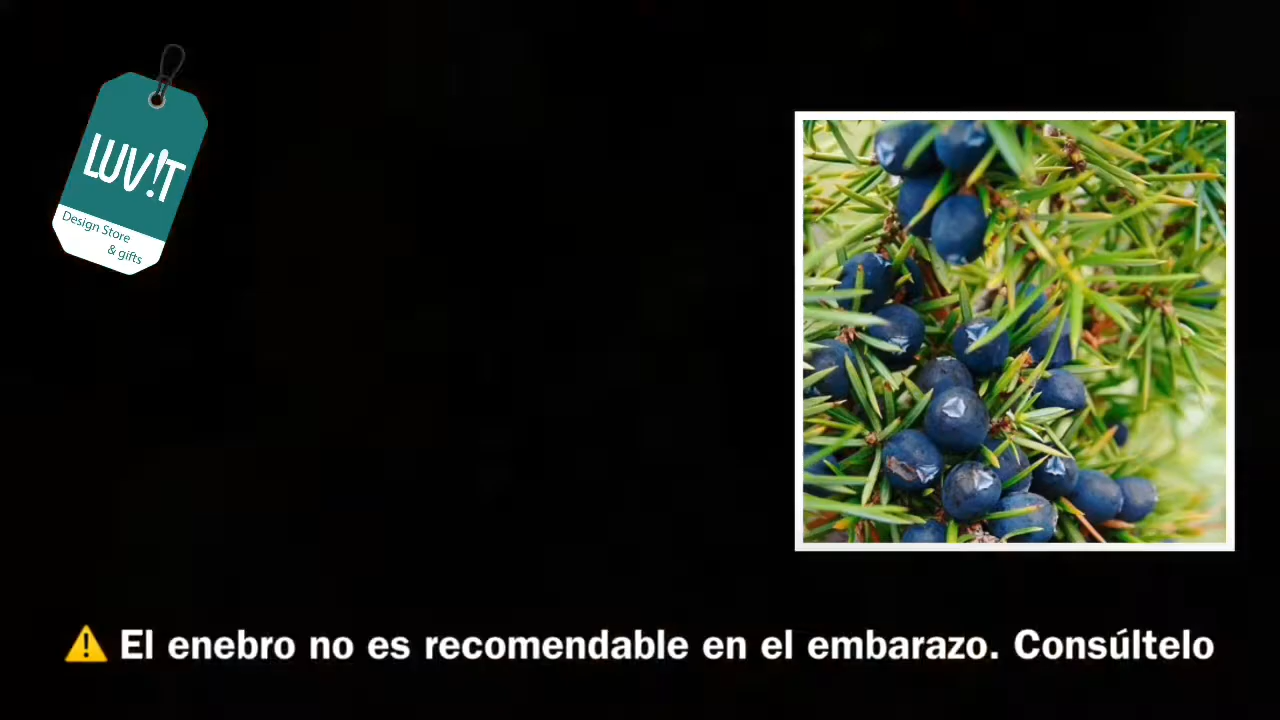 LUV!T
Design Store
& gifts
⚠️ El enebro no es recomendable en el embarazo. Consúltelo